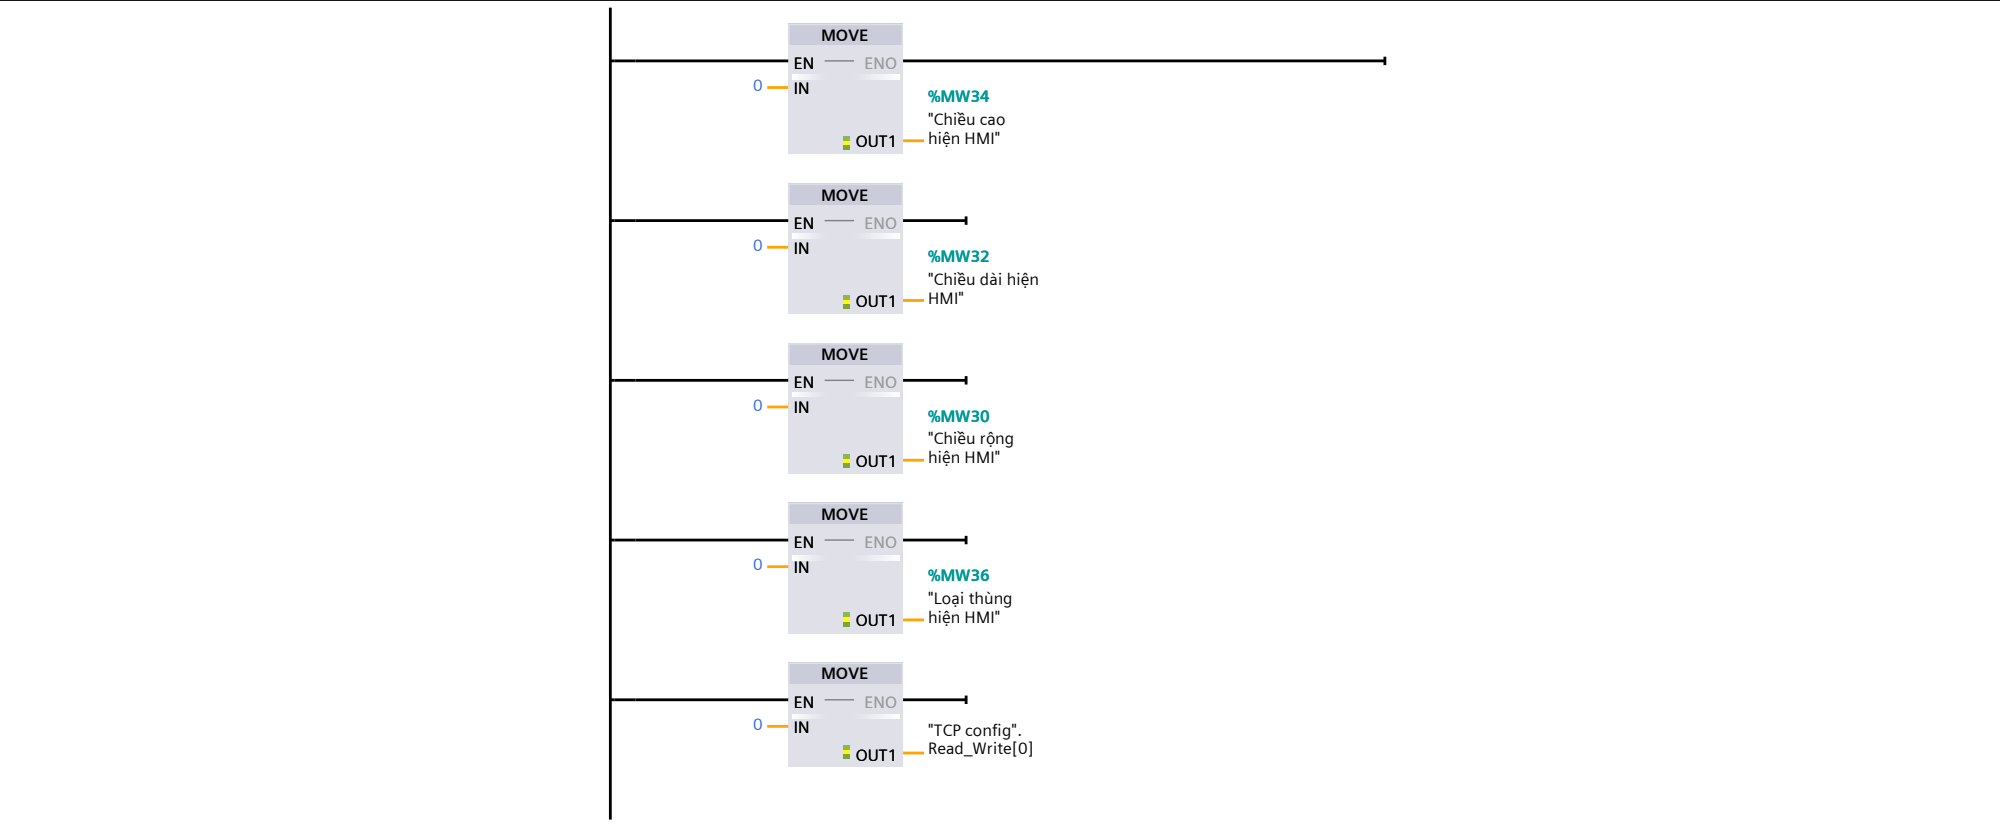 MOVE
EN ENO
0 IN
%MW34
"Chiều cao
hiện HMI"
OUT1
MOVE
EN ENO
0 IN
%MW32
"Chiều dài hiện
HMI"
OUT1
MOVE
EN ENO
0 IN
%MW30
"Chiều rộng
hiện HMI"
OUT1
MOVE
EN ENO
0 IN
%MW36
"Loại thùng
hiện HMI"
OUT1
MOVE
EN ENO
0 IN
"TCP config".
Read_Write[0]
OUT1